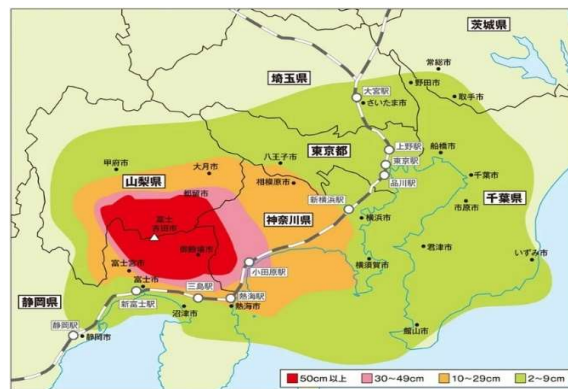 茨城県
埼玉県
常総市
野田市
取手市
大宮駅
さいたま市
甲府市
大月市
八王子市
東京都
上野駅
船橋市
山梨県
都留市
相模原市
東京駅
品川駅
千葉市
新横浜駅
千葉県
富士
吉田市
神奈川県
横浜市
市原市
御殿場市
小田原駅
君津市
いすみ市
富士宮市
横須賀市
静岡県
富士市
三島駅
熱海駅
新富士駅
沼津市
熱海市
館山市
静岡駅
静岡市
50cm以上
30～49cm
10～29cm
2～9cm